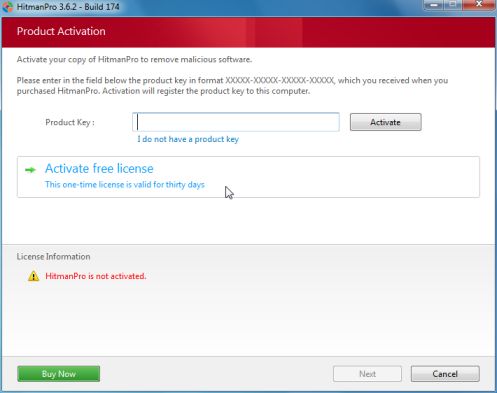 HitmanPro 3.6.2 - Build 174
Product Activation
Activate your copy of HitmanPro to remove malicious software.
Please enter in the field below the product key in format XXXXX-XXXXX-XXXXX-XXXXX, which you received when you
purchased HitmanPro. Activation will register the product key to this computer.
Product Key :
Activate
I do not have a product key
Activate free license
This one-time license is valid for thirty days
License Information
HitmanPro is not activated.
Buy Now
Next
Cancel